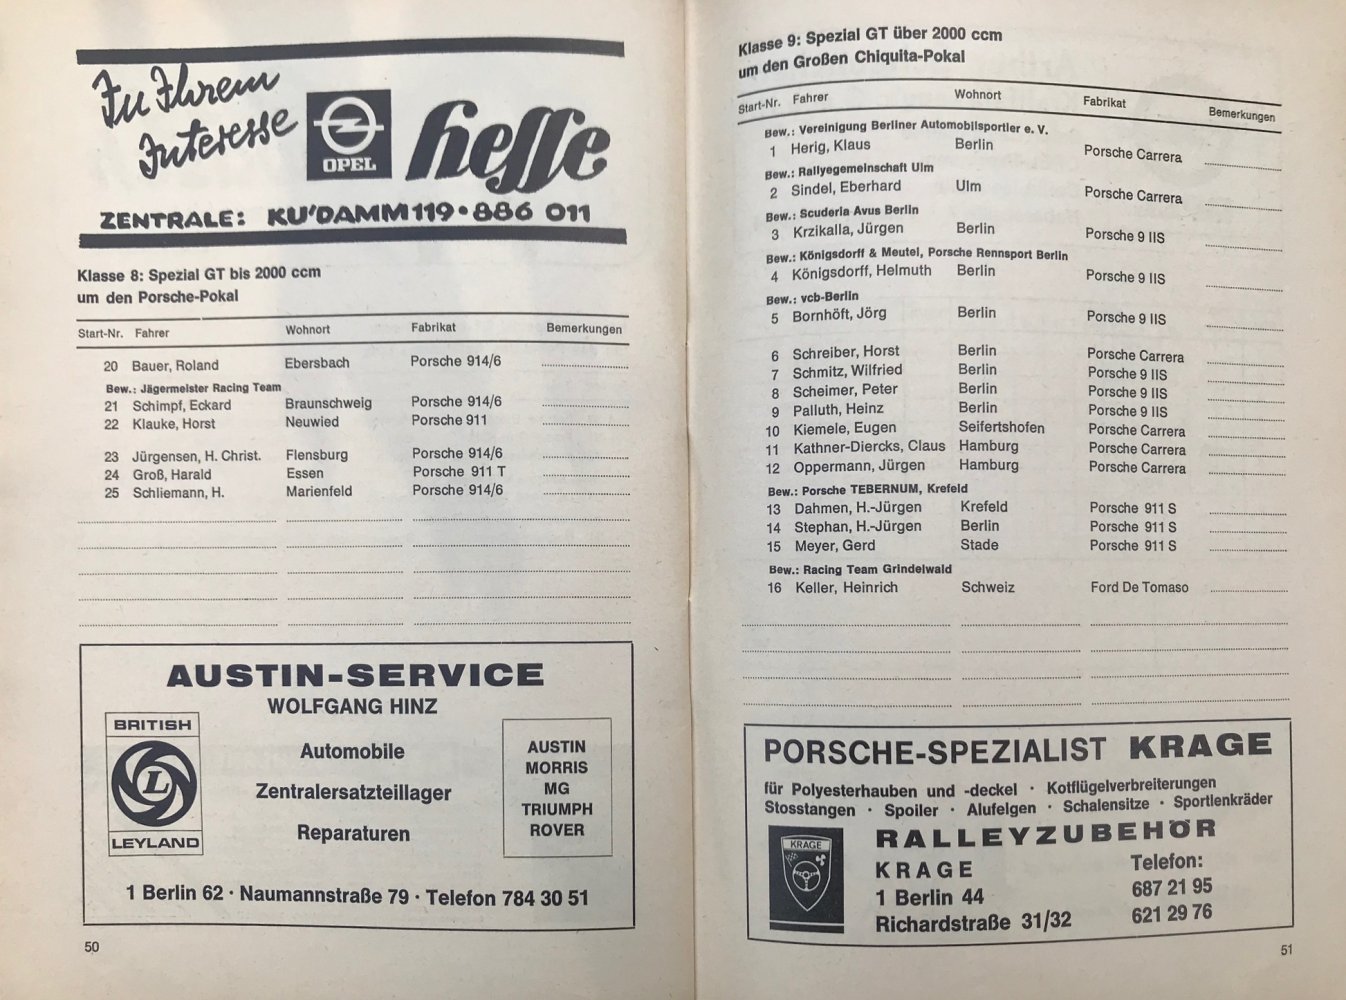 In Ihrem
Interesse
OPEL
hesse
ZENTRALE: KU'DAMM 119 • 886 011
Klasse 8: Spezial GT bis 2000 ccm
um den Porsche-Pokal
Start-Nr. Fahrer Wohnort Fabrikat Bemerkungen
20 Bauer, Roland Ebersbach Porsche 914/6
Bew.: Jägermeister Racing Team
21 Schimpf, Eckard Braunschweig Porsche 914/6
22 Klauke, Horst Neuwied Porsche 911
23 Jürgensen, H. Christ. Flensburg Porsche 914/6
24 Groß, Harald Essen Porsche 911 T
25 Schliemann, H. Marienfeld Porsche 914/6
AUSTIN-SERVICE
WOLFGANG HINZ
BRITISH
L
LEYLAND
Automobile
Zentralersatzteillager
Reparaturen
AUSTIN
MORRIS
MG
TRIUMPH
ROVER
1 Berlin 62 · Naumannstraße 79 · Telefon 784 30 51
50
Klasse 9: Spezial GT über 2000 ccm
um den Großen Chiquita-Pokal
Start-Nr. Fahrer Wohnort Fabrikat Bemerkungen
Bew.: Vereinigung Berliner Automobilsportler e. V.
1 Herig, Klaus Berlin Porsche Carrera
Bew.: Rallyegemeinschaft Ulm
2 Sindel, Eberhard Ulm Porsche Carrera
Bew.: Scuderia Avus Berlin
3 Krzikalla, Jürgen Berlin Porsche 9 IIS
Bew.: Königsdorff & Meutel, Porsche Rennsport Berlin
4 Königsdorff, Helmuth Berlin Porsche 9 IIS
Bew.: vcb-Berlin
5 Bornhöft, Jörg Berlin Porsche 9 IIS
6 Schreiber, Horst Berlin Porsche Carrera
7 Schmitz, Wilfried Berlin Porsche 9 IIS
8 Scheimer, Peter Berlin Porsche 9 IIS
9 Palluth, Heinz Berlin Porsche 9 IIS
10 Kiemele, Eugen Seifertshofen Porsche Carrera
11 Kathner-Diercks, Claus Hamburg Porsche Carrera
12 Oppermann, Jürgen Hamburg Porsche Carrera
Bew.: Porsche TEBERNUM, Krefeld
13 Dahmen, H.-Jürgen Krefeld Porsche 911 S
14 Stephan, H.-Jürgen Berlin Porsche 911 S
15 Meyer, Gerd Stade Porsche 911 S
Bew.: Racing Team Grindelwald
16 Keller, Heinrich Schweiz Ford De Tomaso
PORSCHE-SPEZIALIST KRAGE
für Polyesterhauben und -deckel · Kotflügelverbreiterungen
Stosstangen · Spoiler · Alufelgen · Schalensitze · Sportlenkräder
KRAGE
RALLEYZUBEHÖR
KRAGE
1 Berlin 44
Richardstraße 31/32
Telefon:
687 21 95
621 29 76
51